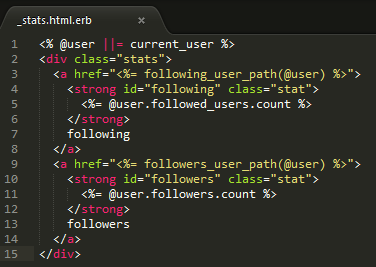 _stats.html.erb ×
1 <% @user ||= current_user %>
2 <div class="stats">
3   <a href="<%= following_user_path(@user) %>">
4     <strong id="following" class="stat">
5       <%= @user.followed_users.count %>
6     </strong>
7     following
8   </a>
9   <a href="<%= followers_user_path(@user) %>">
10     <strong id="followers" class="stat">
11       <%= @user.followers.count %>
12     </strong>
13     followers
14   </a>
15 </div>